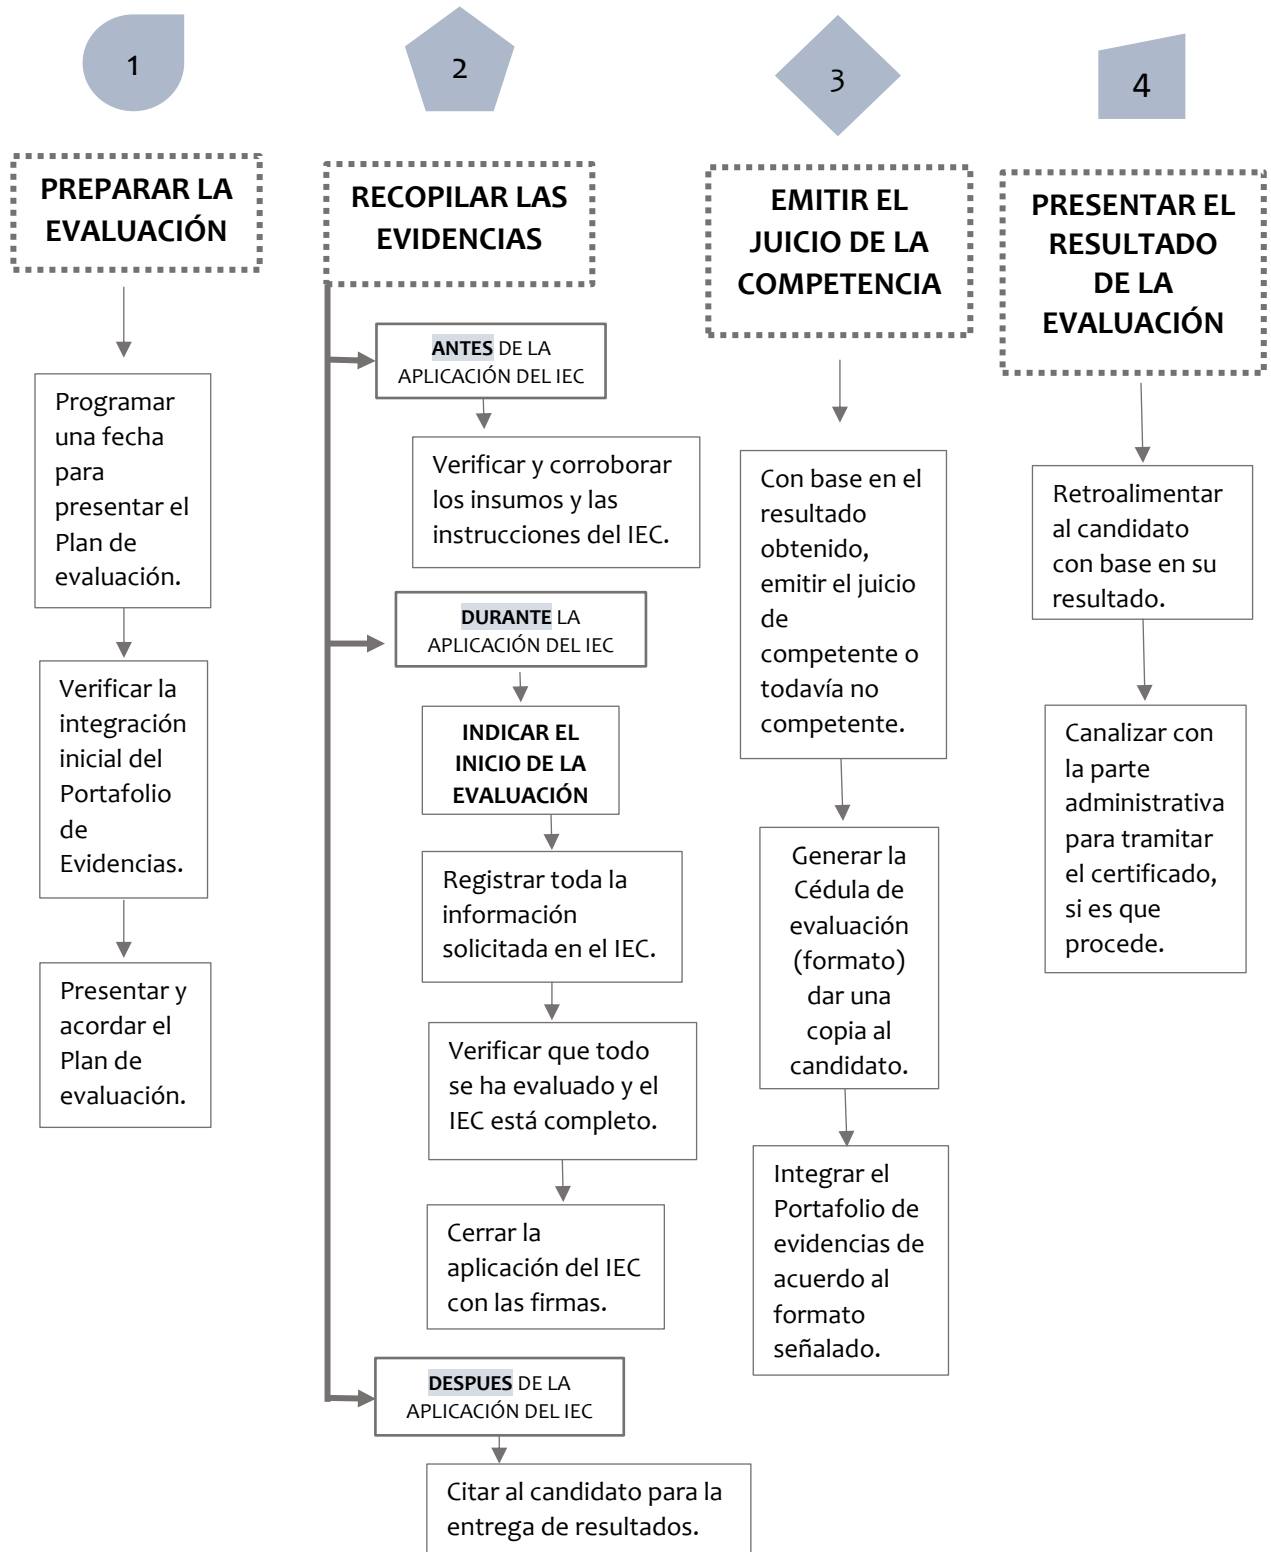 1
PREPARAR LA
EVALUACIÓN
Programar
una fecha
para
presentar el
Plan de
evaluación.
Verificar la
integración
inicial del
Portafolio
de
Evidencias.
Presentar y
acordar el
Plan de
evaluación.
2
RECOPILAR LAS
EVIDENCIAS
ANTES DE LA
APLICACIÓN DEL IEC
Verificar y corroborar
los insumos y las
instrucciones del IEC.
DURANTE LA
APLICACIÓN DEL IEC
INDICAR EL
INICIO DE LA
EVALUACIÓN
Registrar toda la
información
solicitada en el IEC.
Verificar que todo
se ha evaluado y el
IEC está completo.
Cerrar la
aplicación del IEC
con las firmas.
DESPUES DE LA
APLICACIÓN DEL IEC
Citar al candidato para la
entrega de resultados.
3
EMITIR EL
JUICIO DE LA
COMPETENCIA
Con base en el
resultado
obtenido,
emitir el juicio
de
competente o
todavía no
competente.
Generar la
Cédula de
evaluación
(formato)
dar una
copia al
candidato.
Integrar el
Portafolio de
evidencias de
acuerdo al
formato
señalado.
4
PRESENTAR EL
RESULTADO
DE LA
EVALUACIÓN
Retroalimentar
al candidato
con base en su
resultado.
Canalizar con
la parte
administrativa
para tramitar
el certificado,
si es que
procede.